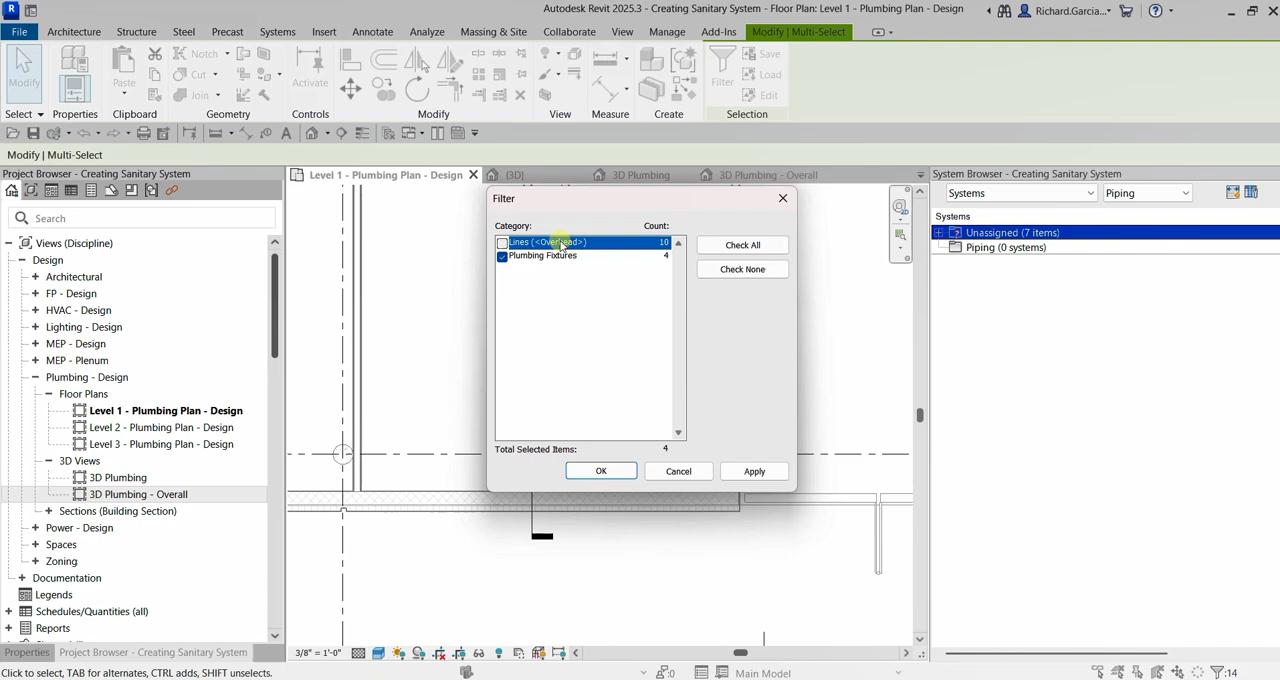 Autodesk Revit 2025.3 - Creating Sanitary System - Floor Plan: Level 1 - Plumbing Plan - Design
Richard.Garcia...
File Architecture Structure Steel Precast Systems Insert Annotate Analyze Massing & Site Collaborate View Manage Add-Ins Modify | Multi-Select
Modify
Paste
Notch
Cut
Join
Activate
Filter
Save
Load
Edit
Select Properties Clipboard Geometry Controls Modify View Measure Create Selection
Modify | Multi-Select
Project Browser - Creating Sanitary System
Search
Views (Discipline)
Design
Architectural
FP - Design
HVAC - Design
Lighting - Design
MEP - Design
MEP - Plenum
Plumbing - Design
Floor Plans
Level 1 - Plumbing Plan - Design
Level 2 - Plumbing Plan - Design
Level 3 - Plumbing Plan - Design
3D Views
3D Plumbing
3D Plumbing - Overall
Sections (Building Section)
Power - Design
Spaces
Zoning
Documentation
Legends
Schedules/Quantities (all)
Reports
Properties Project Browser - Creating Sanitary System
Level 1 - Plumbing Plan - Design (3D) 3D Plumbing 3D Plumbing - Overall
Filter
Category: Count:
Lines (<Overhead>) 10
Plumbing Fixtures 4
Check All
Check None
Total Selected Items: 4
OK Cancel Apply
System Browser - Creating Sanitary System
Systems Piping
Systems
Unassigned (7 items)
Piping (0 systems)
3/8" = 1'-0"
Click to select, TAB for alternates, CTRL adds, SHIFT unselects.
:0
Main Model
:14